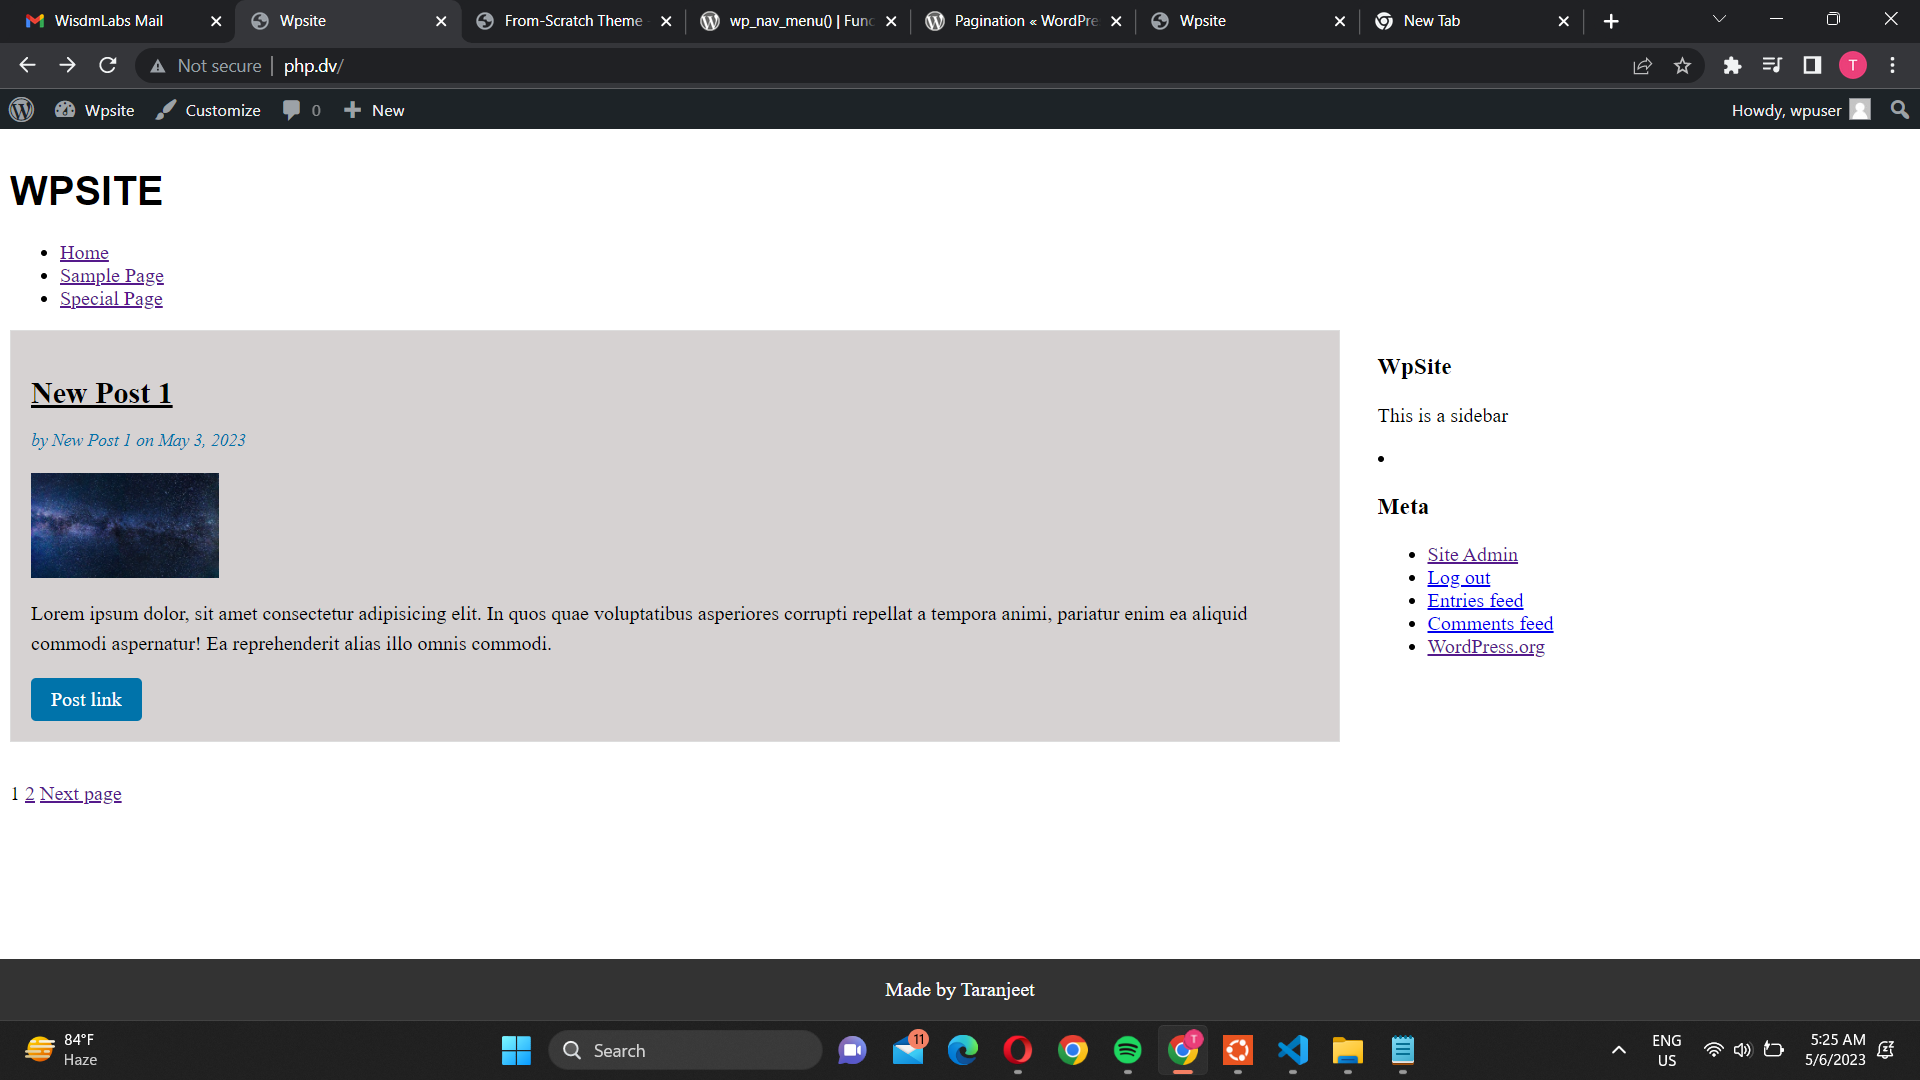 WisdmLabs Mail
Wpsite
From-Scratch Theme
wp_nav_menu() | Func
Pagination « WordPre
Wpsite
New Tab
Not secure
php.dv/
T
Wpsite
Customize
0
New
Howdy, wpuser
WPSITE
Home
Sample Page
Special Page
New Post 1
by New Post 1 on May 3, 2023
Lorem ipsum dolor, sit amet consectetur adipisicing elit. In quos quae voluptatibus asperiores corrupti repellat a tempora animi, pariatur enim ea aliquid
commodi aspernatur! Ea reprehenderit alias illo omnis commodi.
Post link
1 2 Next page
WpSite
This is a sidebar
Meta
Site Admin
Log out
Entries feed
Comments feed
WordPress.org
Made by Taranjeet
84°F
Haze
Search
11
T
ENG
US
5:25 AM
5/6/2023